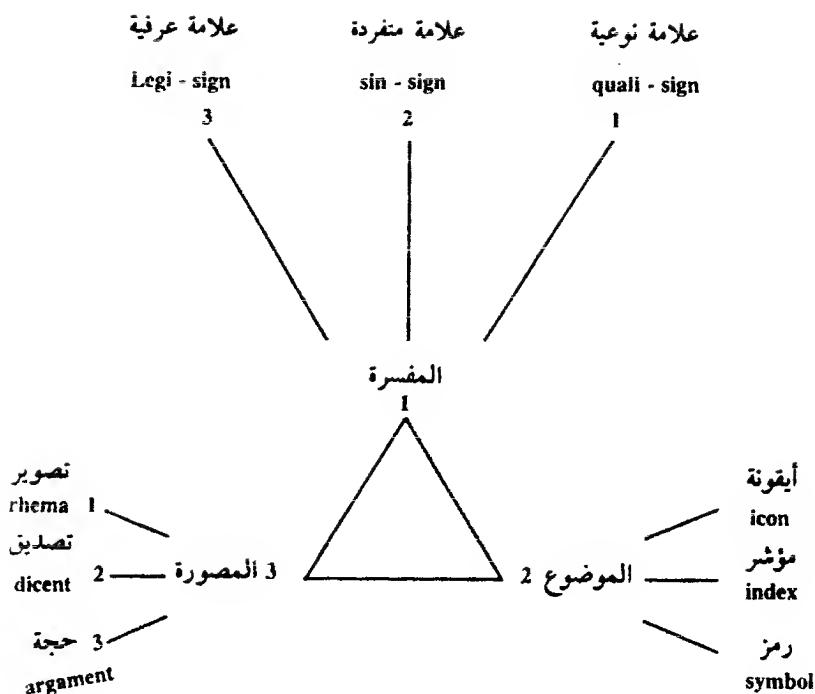 علامة نوعية علامة متفردة علامة عرفية
quali - sign sin - sign Legi - sign
1 2 3
المفسرة
1
أيقونة
icon
مؤشر
index
رمز
symbol
الموضوع 2
المصورة 3
تصوير
rhema 1
تصديق
dicent 2
حجة 3
argament